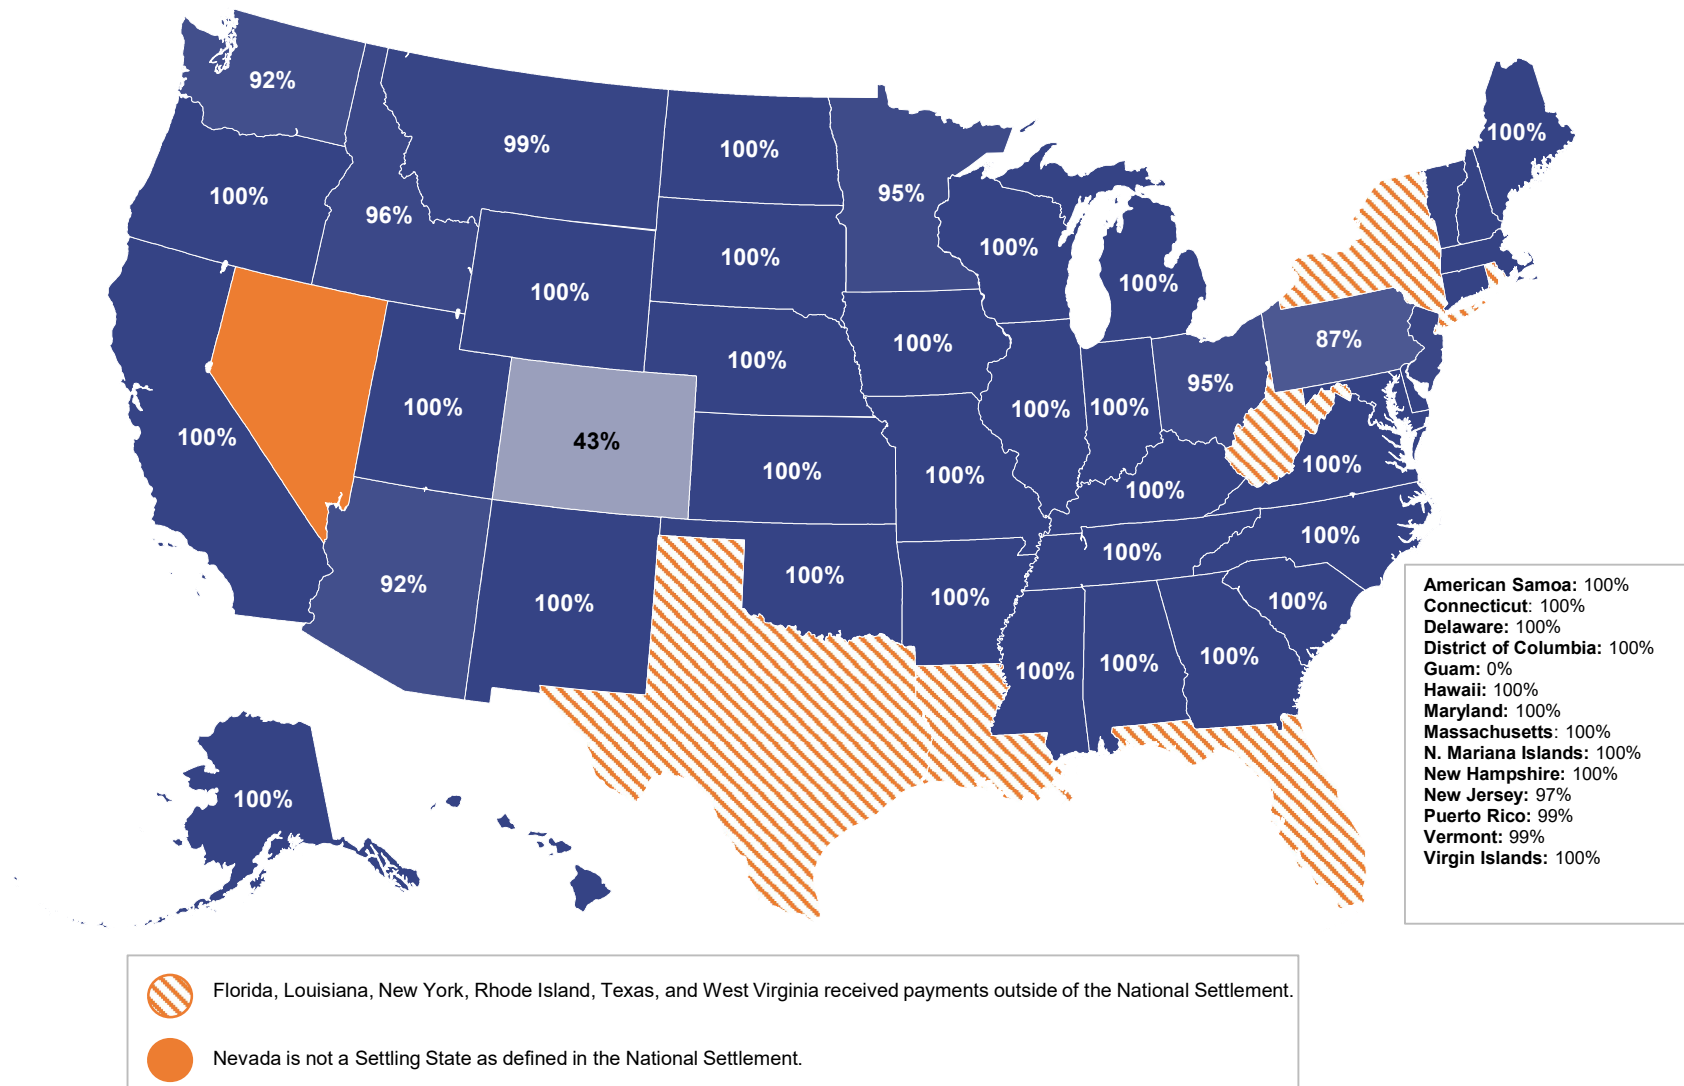 92%
99%
100%
100%
100%
95%
96%
100%
100%
100%
100%
100%
87%
100%
100%
95%
100%
100%
100%
100%
43%
100%
100%
100%
100%
100%
100%
100%
92%
100%
100%
100%
100%
100%
100%
100%
100%
American Samoa: 100%
Connecticut: 100%
Delaware: 100%
District of Columbia: 100%
Guam: 0%
Hawaii: 100%
Maryland: 100%
Massachusetts: 100%
N. Mariana Islands: 100%
New Hampshire: 100%
New Jersey: 97%
Puerto Rico: 99%
Vermont: 99%
Virgin Islands: 100%
Florida, Louisiana, New York, Rhode Island, Texas, and West Virginia received payments outside of the National Settlement.
Nevada is not a Settling State as defined in the National Settlement.